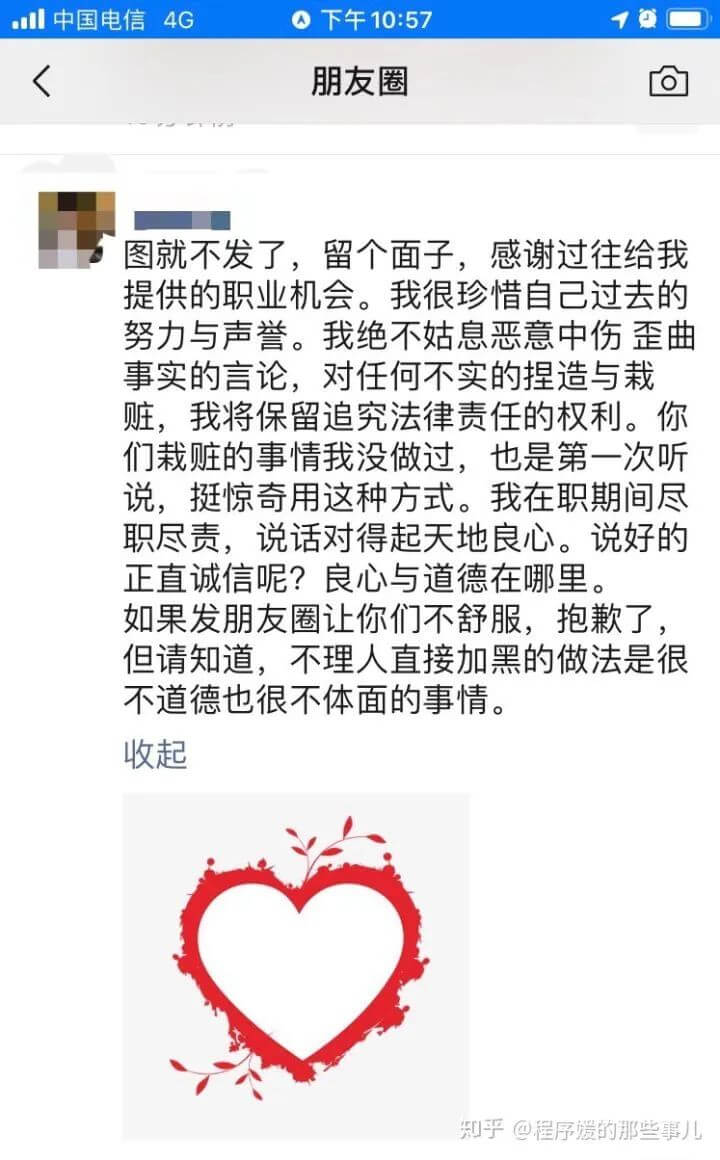 中国电信 4G 下午10:57
朋友圈
图就不发了，留个面子，感谢过往给我
提供的职业机会。我很珍惜自己过去的
努力与声誉。我绝不姑息恶意中伤 歪曲
事实的言论，对任何不实的捏造与栽
赃，我将保留追究法律责任的权利。你
们栽赃的事情我没做过，也是第一次听
说，挺惊奇用这种方式。我在职期间尽
职尽责，说话对得起天地良心。说好的
正直诚信呢？良心与道德在哪里。
如果发朋友圈让你们不舒服，抱歉了，
但请知道，不理人直接加黑的做法是很
不道德也很不体面的事情。
收起
知乎 @程序媛的那些事儿